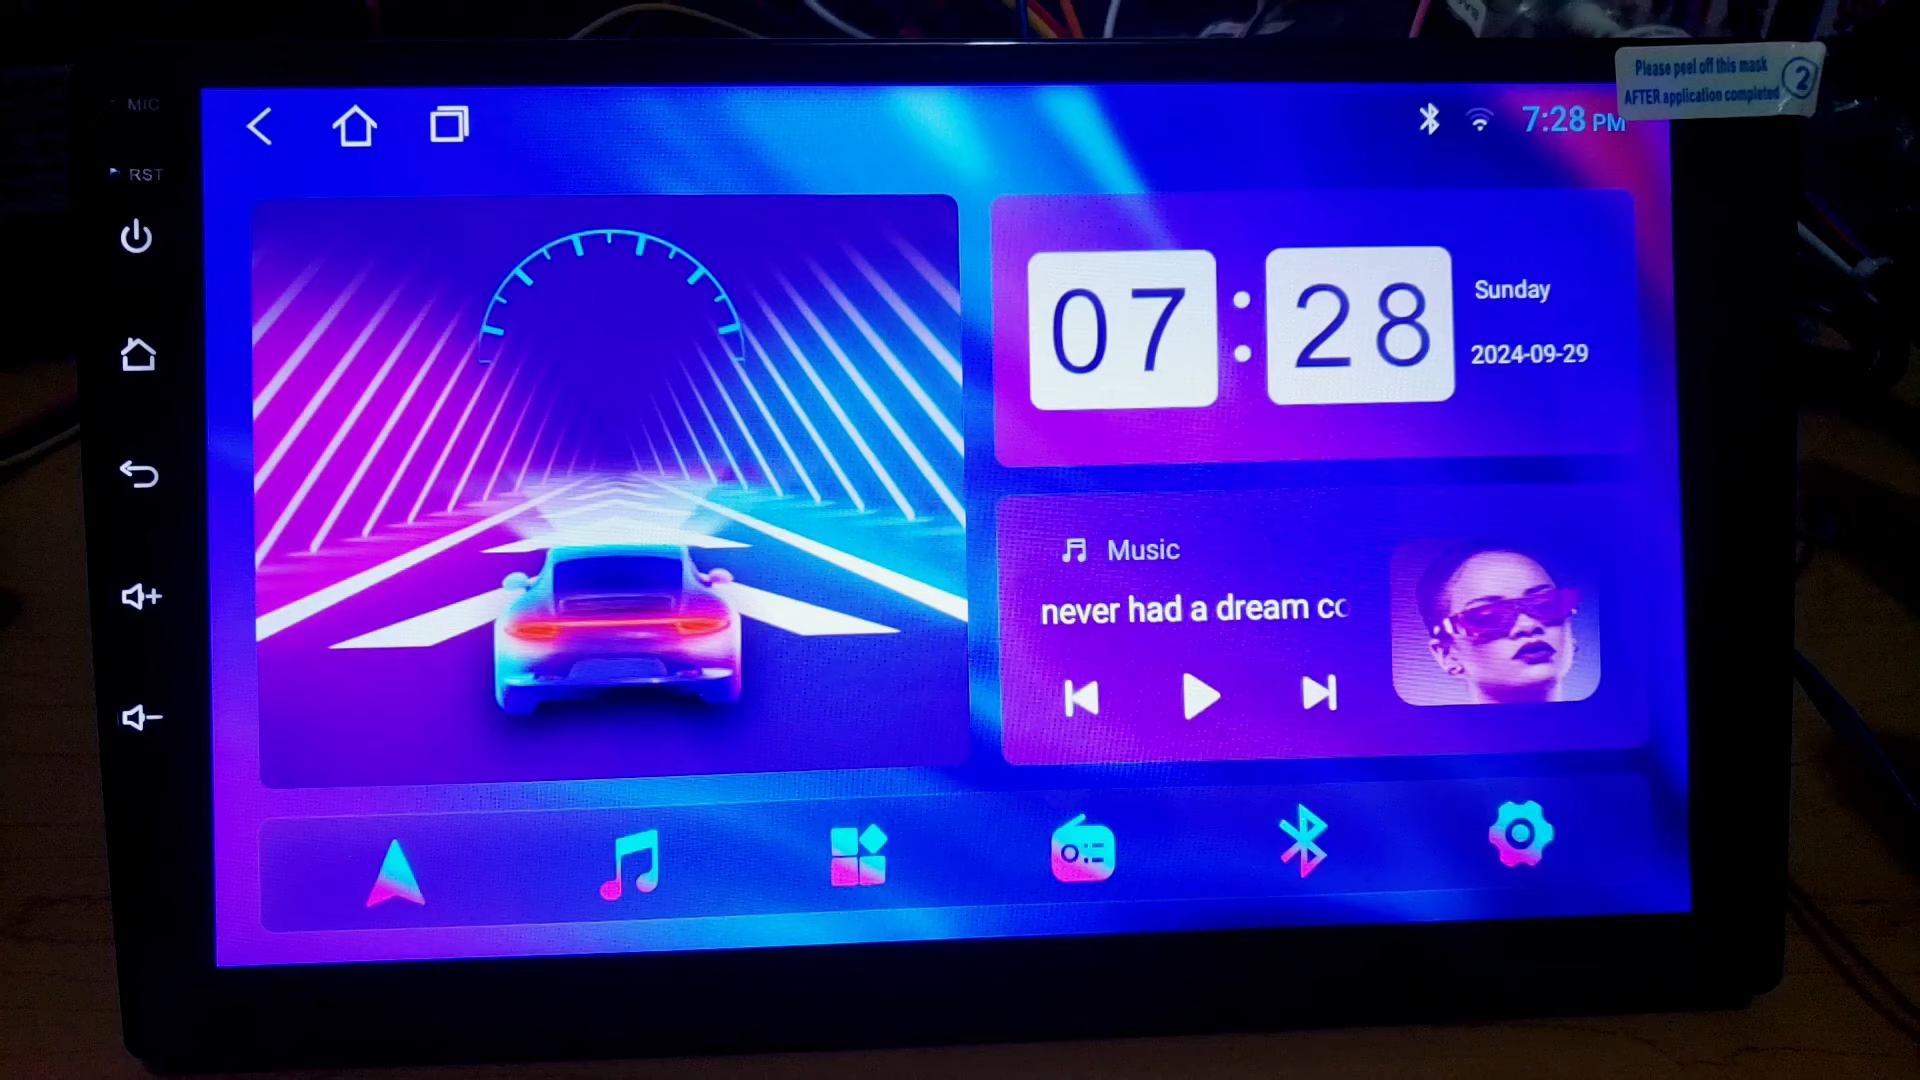 MIC
RST
Please peel off this mask
AFTER application completed
2
7:28 PM
07:28
Sunday
2024-09-29
Music
never had a dream co